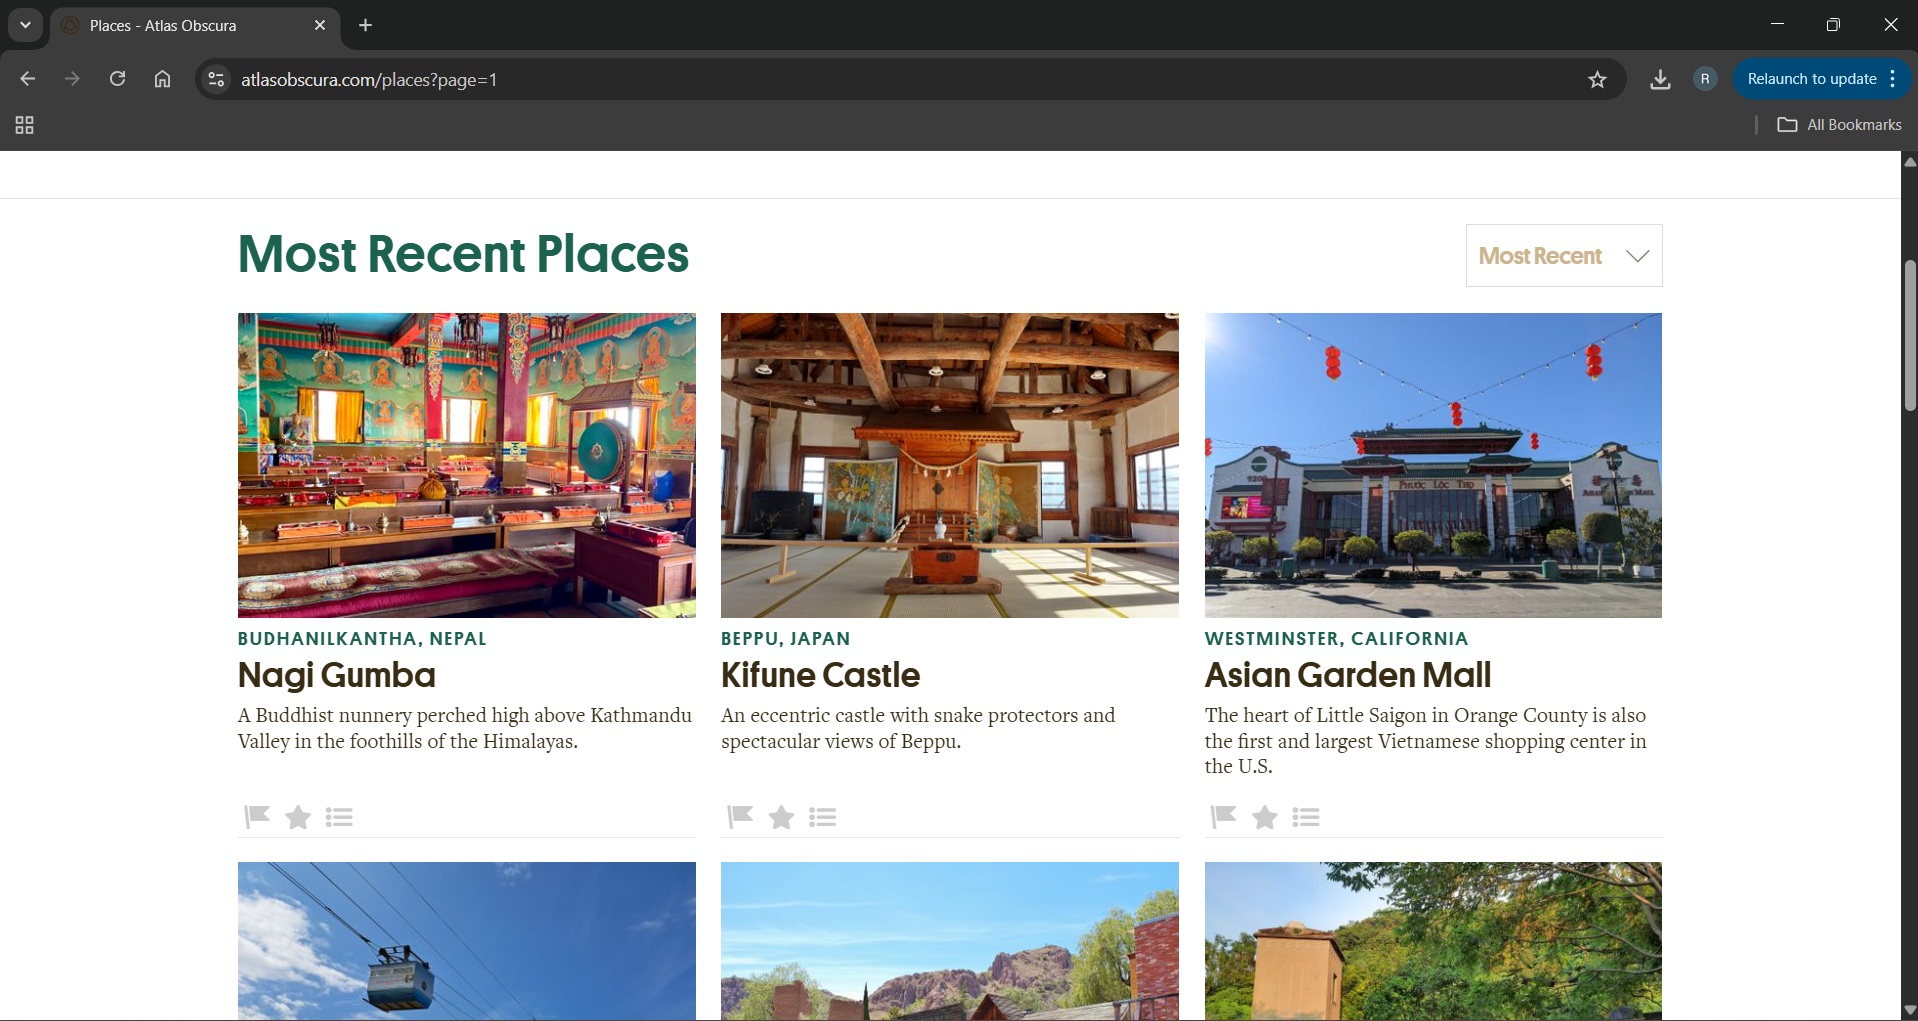 Places - Atlas Obscura
atlasobscura.com/places?page=1
R
Relaunch to update
All Bookmarks
Most Recent Places
Most Recent
PHƯỚC LỘC THỌ
BUDHANILKANTHA, NEPAL
Nagi Gumba
A Buddhist nunnery perched high above Kathmandu
Valley in the foothills of the Himalayas.
BEPPU, JAPAN
Kifune Castle
An eccentric castle with snake protectors and
spectacular views of Beppu.
WESTMINSTER, CALIFORNIA
Asian Garden Mall
The heart of Little Saigon in Orange County is also
the first and largest Vietnamese shopping center in
the U.S.